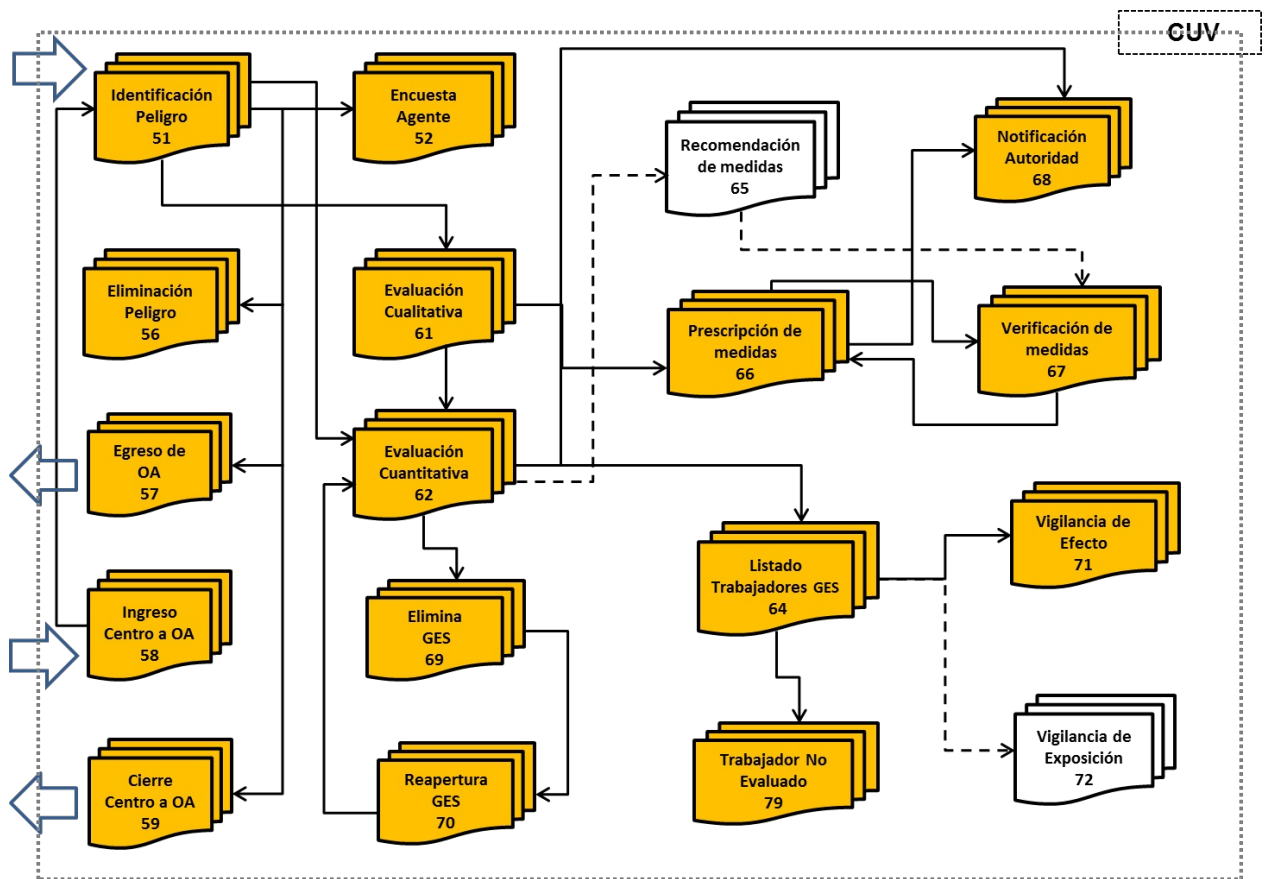 CUV
Identificación
Peligro
51
Encuesta
Agente
52
Recomendación
de medidas
65
Notificación
Autoridad
68
Eliminación
Peligro
56
Evaluación
Cualitativa
61
Prescripción de
medidas
66
Verificación de
medidas
67
Egreso de
OA
57
Evaluación
Cuantitativa
62
Vigilancia de
Efecto
71
Ingreso
Centro a OA
58
Elimina
GES
69
Listado
Trabajadores GES
64
Cierre
Centro a OA
59
Reapertura
GES
70
Trabajador No
Evaluado
79
Vigilancia de
Exposición
72